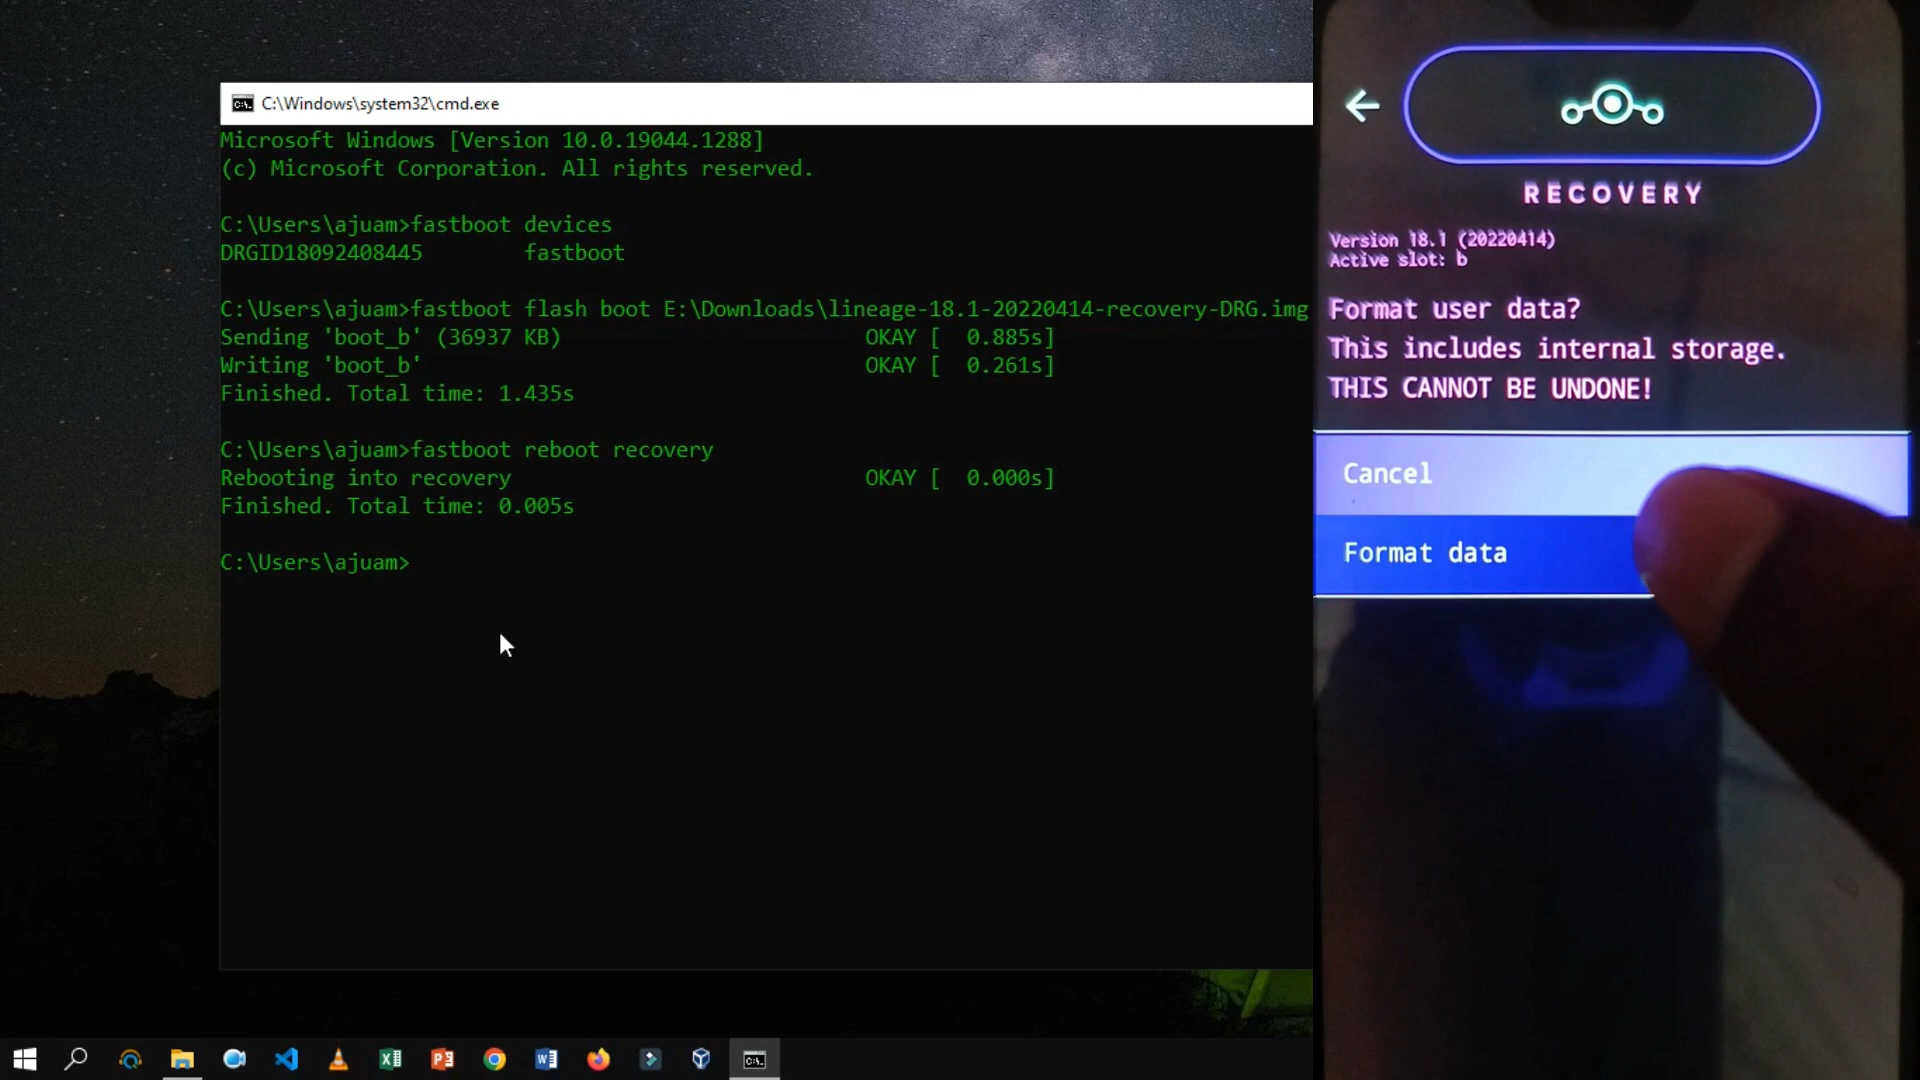 C:\Windows\system32\cmd.exe
Microsoft Windows [Version 10.0.19044.1288]
(c) Microsoft Corporation. All rights reserved.
C:\Users\ajuam>fastboot devices
DRGID18092408445 fastboot
C:\Users\ajuam>fastboot flash boot E:\Downloads\lineage-18.1-20220414-recovery-DRG.img
Sending 'boot_b' (36937 KB) OKAY [ 0.885s]
Writing 'boot_b' OKAY [ 0.261s]
Finished. Total time: 1.435s
C:\Users\ajuam>fastboot reboot recovery
Rebooting into recovery OKAY [ 0.000s]
Finished. Total time: 0.005s
C:\Users\ajuam>
RECOVERY
Version 18.1 (20220414)
Active slot: b
Format user data?
This includes internal storage.
THIS CANNOT BE UNDONE!
Cancel
Format data